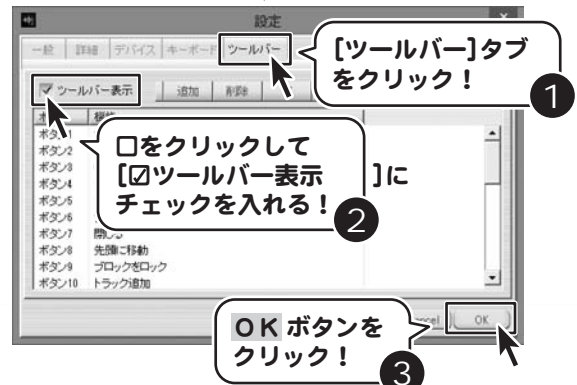 設定
一般 詳細 デバイス キーボード ツールバー
[ツールバー]タブ
をクリック！
1
ツールバー表示 追加 削除
ボタン1
ボタン2
ボタン3
ボタン4
ボタン5
ボタン6
ボタン7
ボタン8 先頭に移動
ボタン9 ブロックをロック
ボタン10 トラック追加
□をクリックして
[☑ツールバー表示 ]に
チェックを入れる！
2
OK
OK ボタンを
クリック！
3